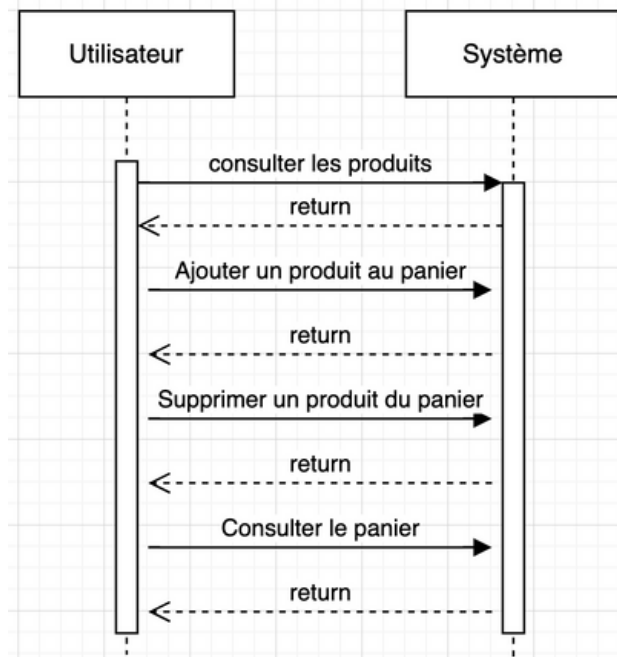 Utilisateur
Système
consulter les produits
return
Ajouter un produit au panier
return
Supprimer un produit du panier
return
Consulter le panier
return